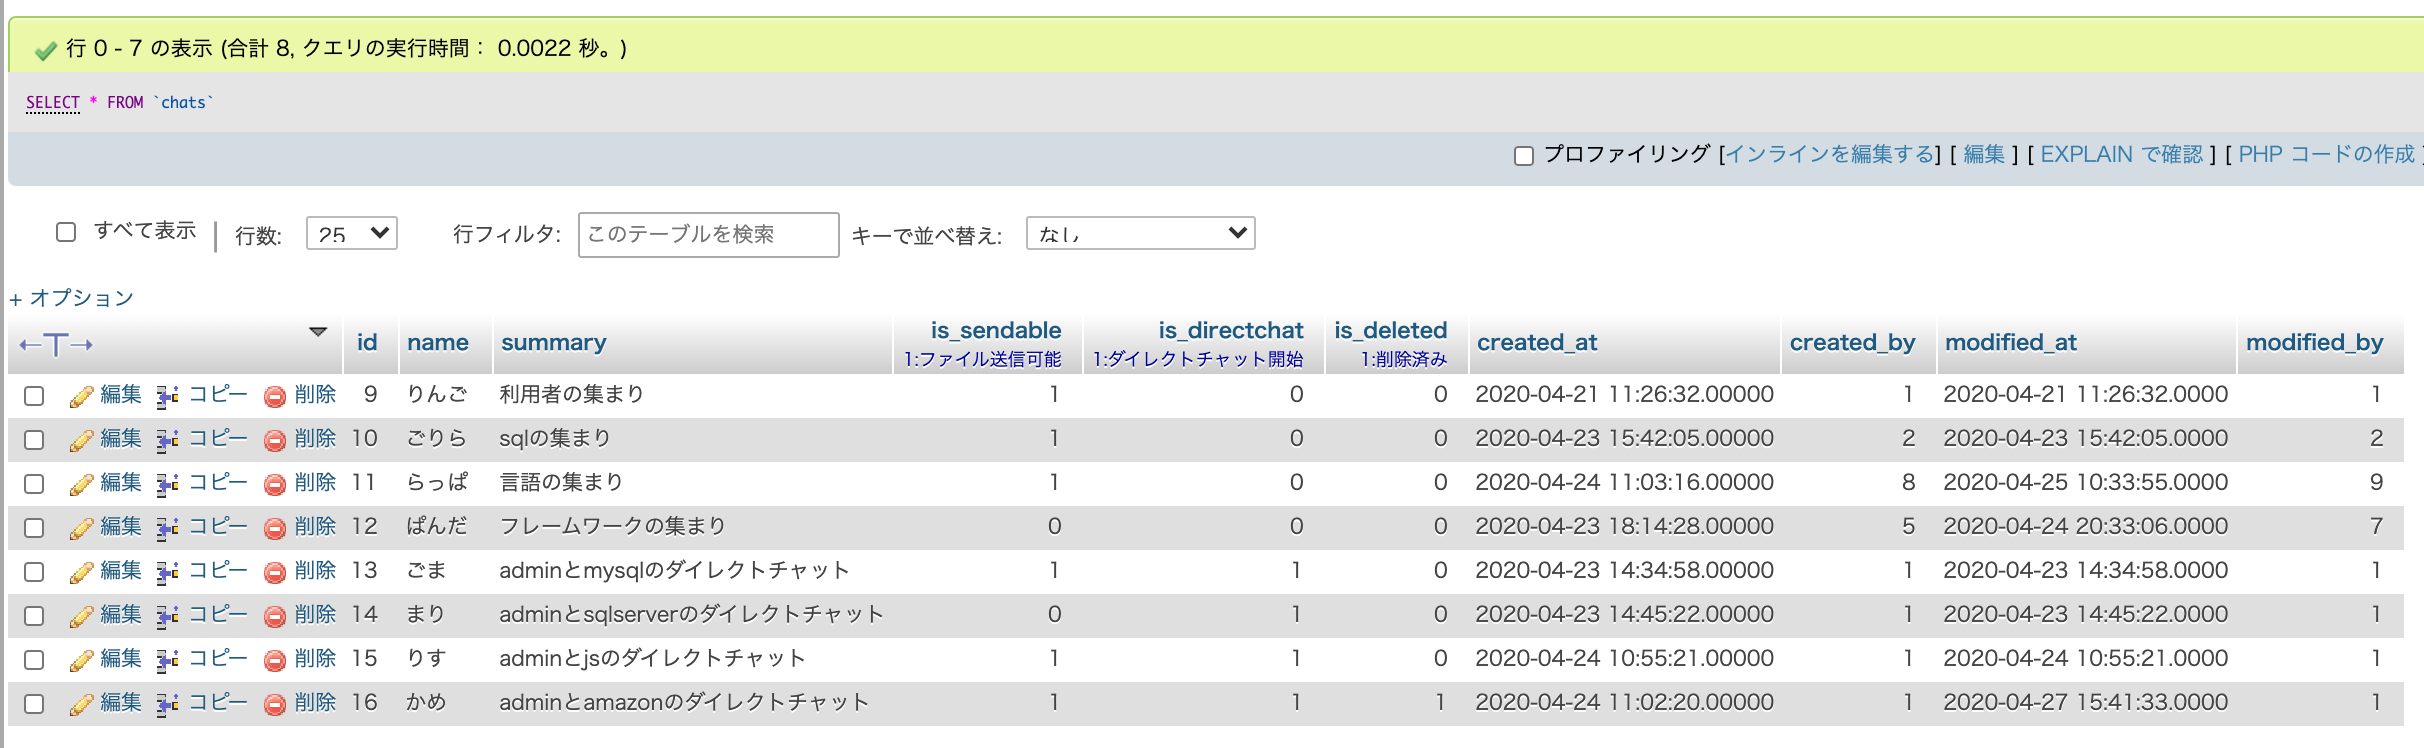 行 0 - 7 の表示 (合計 8, クエリの実行時間： 0.0022 秒。)
SELECT * FROM `chats`
プロファイリング [インラインを編集する] [ 編集 ] [ EXPLAIN で確認 ] [ PHP コードの作成 ]
すべて表示 | 行数: 25 行フィルタ: このテーブルを検索 キーで並べ替え: なし
+ オプション
←T→ id name summary is_sendable is_directchat is_deleted created_at created_by modified_at modified_by
1:ファイル送信可能 1:ダイレクトチャット開始 1:削除済み
編集 コピー 削除 9 りんご 利用者の集まり 1 0 0 2020-04-21 11:26:32.00000 1 2020-04-21 11:26:32.0000 1
編集 コピー 削除 10 ごりら sqlの集まり 1 0 0 2020-04-23 15:42:05.00000 2 2020-04-23 15:42:05.0000 2
編集 コピー 削除 11 らっぱ 言語の集まり 1 0 0 2020-04-24 11:03:16.00000 8 2020-04-25 10:33:55.0000 9
編集 コピー 削除 12 ぱんだ フレームワークの集まり 0 0 0 2020-04-23 18:14:28.00000 5 2020-04-24 20:33:06.0000 7
編集 コピー 削除 13 ごま adminとmysqlのダイレクトチャット 1 1 0 2020-04-23 14:34:58.00000 1 2020-04-23 14:34:58.0000 1
編集 コピー 削除 14 まり adminとsqlserverのダイレクトチャット 0 1 0 2020-04-23 14:45:22.00000 1 2020-04-23 14:45:22.0000 1
編集 コピー 削除 15 りす adminとjsのダイレクトチャット 1 1 0 2020-04-24 10:55:21.00000 1 2020-04-24 10:55:21.0000 1
編集 コピー 削除 16 かめ adminとamazonのダイレクトチャット 1 1 1 2020-04-24 11:02:20.00000 1 2020-04-27 15:41:33.0000 1